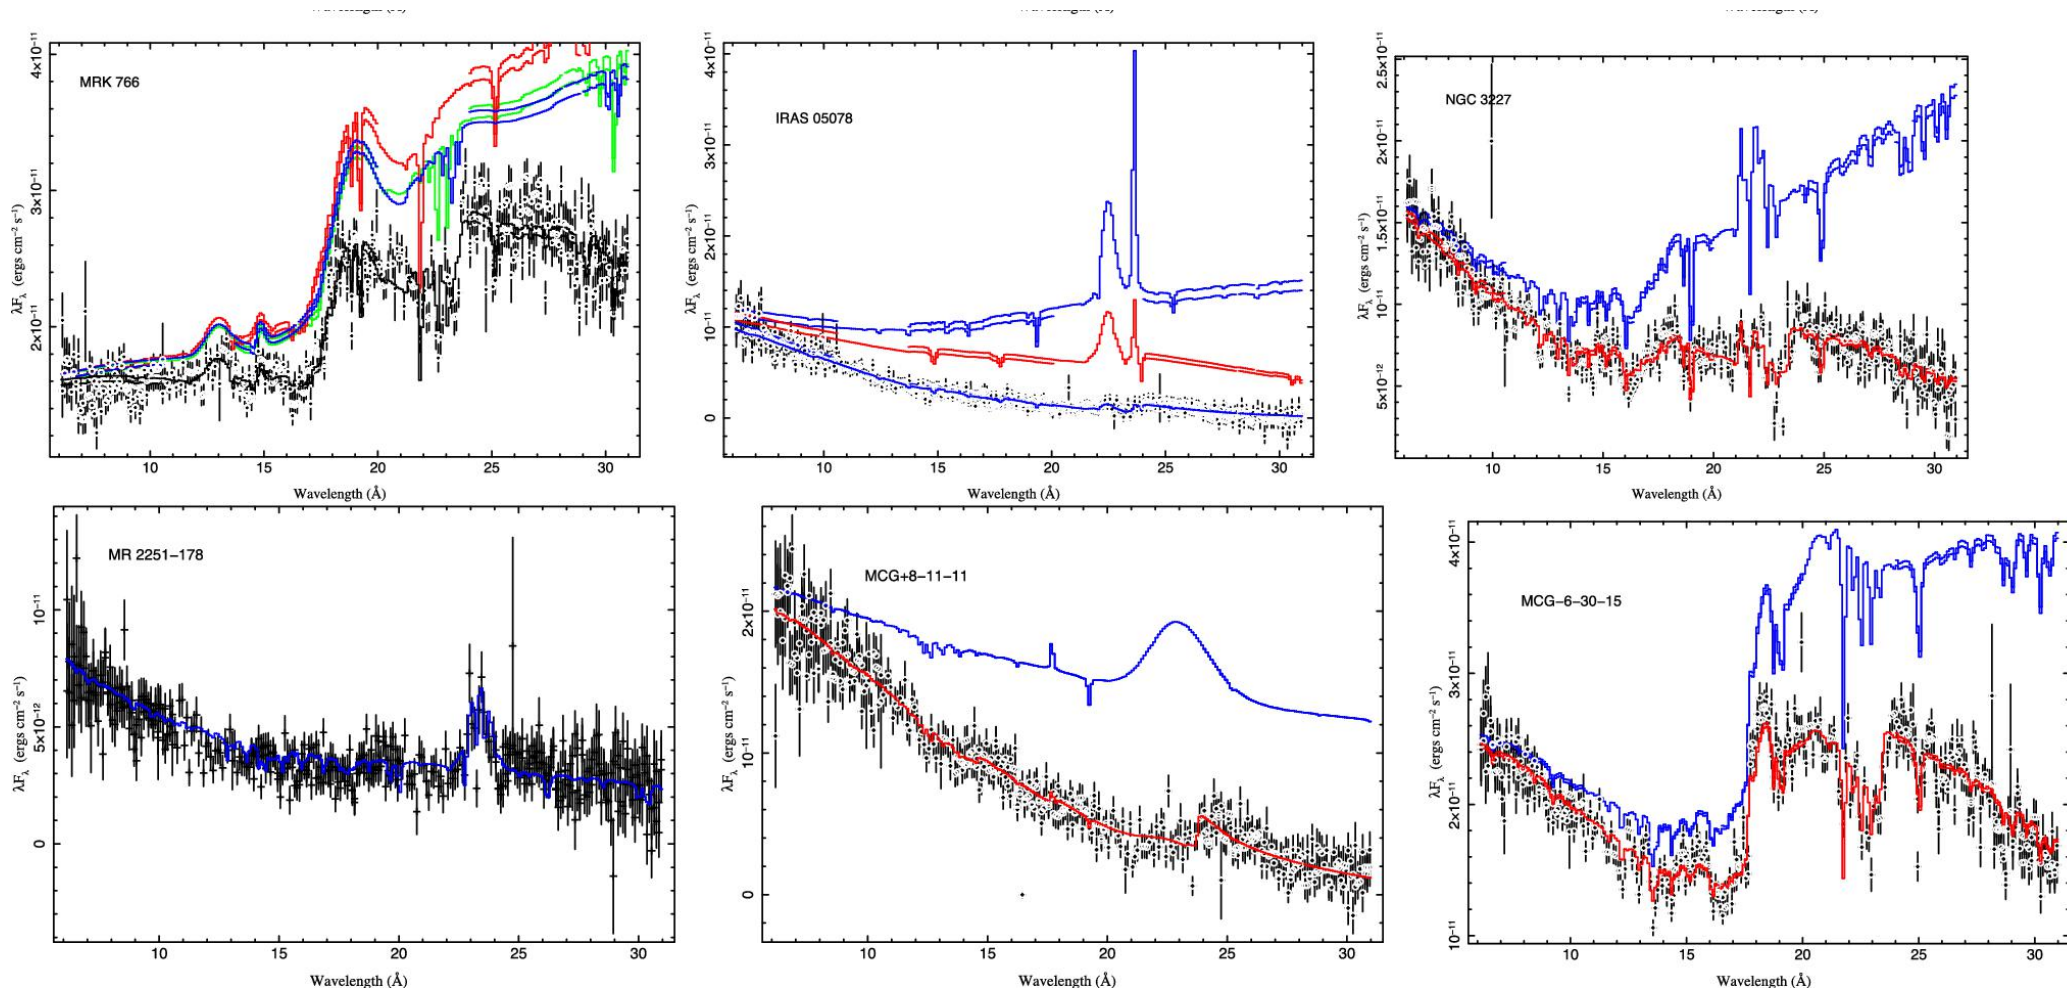 MRK 766
4×10⁻¹¹
3×10⁻¹¹
2×10⁻¹¹
λFλ (ergs cm⁻² s⁻¹)
10 15 20 25 30
Wavelength (Å)
IRAS 05078
4×10⁻¹¹
3×10⁻¹¹
2×10⁻¹¹
10⁻¹¹
0
λFλ (ergs cm⁻² s⁻¹)
10 15 20 25 30
Wavelength (Å)
NGC 3227
2.5×10⁻¹¹
2×10⁻¹¹
1.5×10⁻¹¹
10⁻¹¹
5×10⁻¹²
λFλ (ergs cm⁻² s⁻¹)
10 15 20 25 30
Wavelength (Å)
MR 2251−178
10⁻¹¹
5×10⁻¹²
0
λFλ (ergs cm⁻² s⁻¹)
10 15 20 25 30
Wavelength (Å)
MCG+8−11−11
2×10⁻¹¹
10⁻¹¹
0
λFλ (ergs cm⁻² s⁻¹)
10 15 20 25 30
Wavelength (Å)
MCG−6−30−15
4×10⁻¹¹
3×10⁻¹¹
2×10⁻¹¹
10⁻¹¹
λFλ (ergs cm⁻² s⁻¹)
10 15 20 25 30
Wavelength (Å)